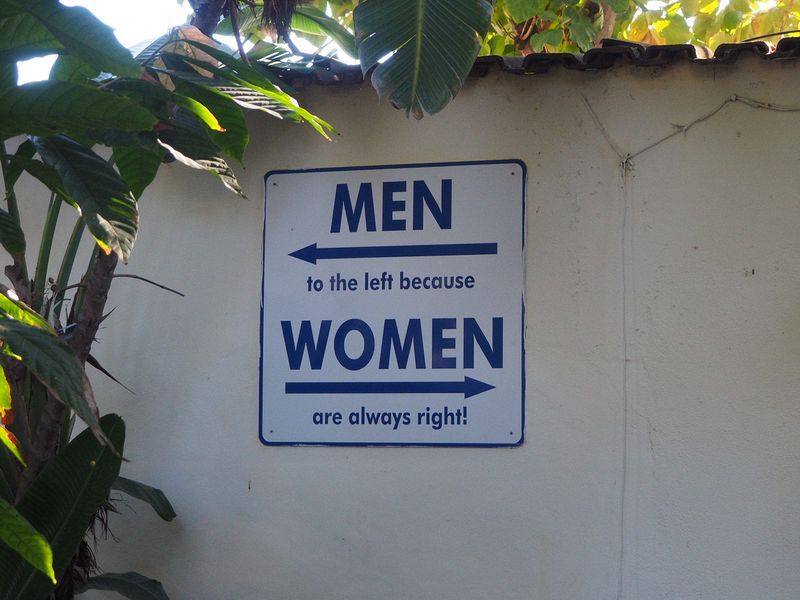 MEN
to the left because
WOMEN
are always right!